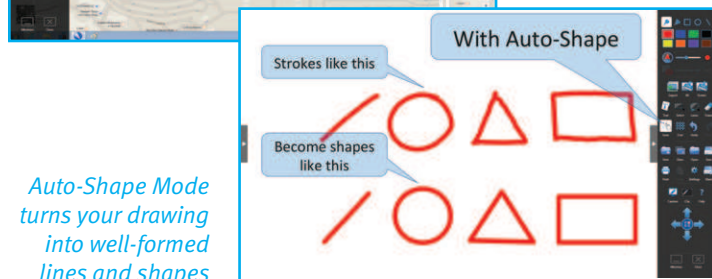 With Auto-Shape
Strokes like this
Become shapes
like this
Auto-Shape Mode
turns your drawing
into well-formed
lines and shapes